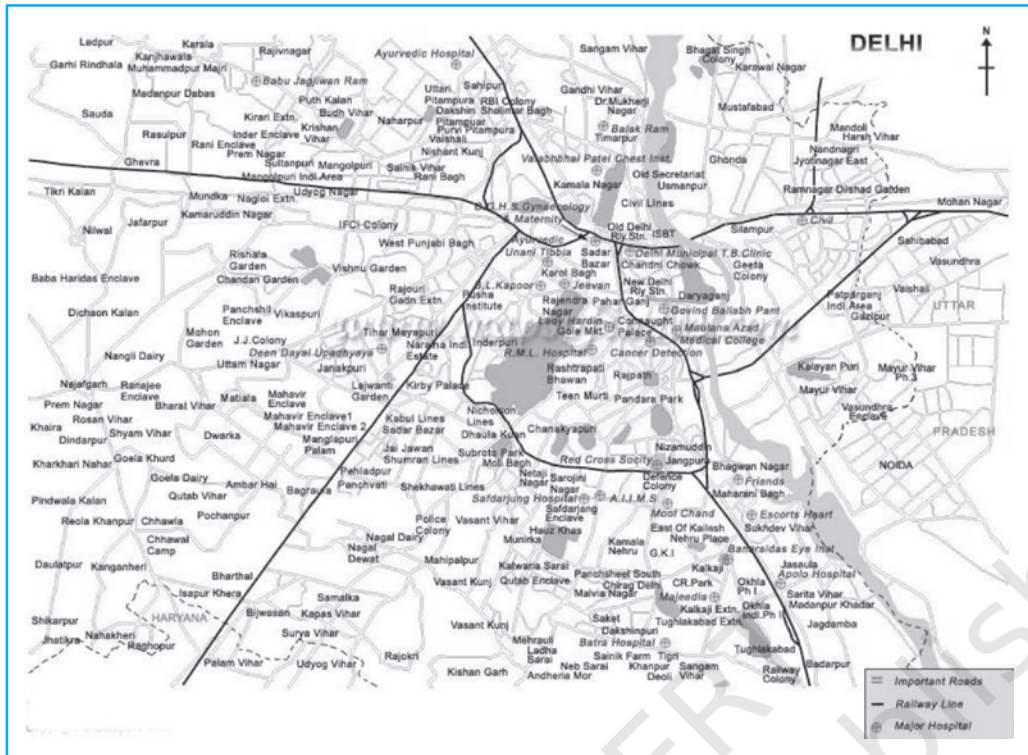 DELHI
N
Ladpur
Karala
Garhi Rindhala
Kanjhawala
Muhammadpur Majri
Rajivnagar
Ayurvedic Hospital
Sangam Vihar
Bhagat Singh
Colony
Karawal Nagar
Madanpur Dabas
Babu Jagjiwan Ram
Uttari
Pitampura
Sahipur
RBI Colony
Gandhi Vihar
Dr.Mukherji
Nagar
Mustafabad
Sauda
Puth Kalan
Kirari Extn.
Budh Vihar
Rajouri
Dakshin
Pitampuar
Shalimar Bagh
Purvi Pitampura
Naharpur
Balak Ram
Timarpur
Mandoli
Harsh Vihar
Rasulpur
Inder Enclave
Krishan
Vihar
Rani Enclave
Prem Nagar
Vaishali
Nishant Kunj
Nandnagri
Jyotinagar East
Ghevra
Sultanpuri
Mangolpuri
Mangolpuri Indl.Area
Sainik Vihar
Rani Bagh
Valabhbhai Patel Chest Inst.
Ghonda
Tikri Kalan
Mundka
Nagloi Extn.
Udyog Nagar
Kamala Nagar
Old Secretariat
Usmanpur
Ramnagar
Dilshad Garden
Mohan Nagar
Jafarpur
Kamaruddin Nagar
IFCI-Colony
C.G.H.S.Gynaecology
& Maternity
Civil Lines
Civil
Nilwal
West Punjabi Bagh
Ayurvedic
Unani Tibbia
Old Delhi
Rly Stn.
ISBT
Silampur
Sahibabad
Rishala
Garden
Sadar
Bazar
Delhi Municipal T.B.Clinic
Chandni Chowk
Vasundhra
Baba Haridas Enclave
Chandan Garden
Vishnu Garden
Karol Bagh
Geeta
Colony
Rajouri
Gadn Extn.
B.L.Kapoor
Jeevan
New Delhi
Rly Stn.
Patparganj
Indl Area
Vaishali
Dichaon Kalan
Panchshil
Enclave
Vikaspuri
Pusha
Institute
Rajendra
Nagar
Pahar Ganj
Daryaganj
Gazipur
UTTAR
Mohon
Garden
J.J.Colony
Tihar
Mayapuri
Lady Hardin
Gole Mkt.
Connaught
Palace
Govind Ballabh Pant
Maulana Azad
Medical College
Nangli Dairy
Deen Dayal Upadhyaya
Naraina Indl
Estate
Inderpuri
R.M.L. Hospital
Cancer Detection
Uttam Nagar
Janakpuri
Rashtrapati
Bhawan
Rajpath
Kalayan Puri
Mayur Vihar
Ph.3
Najafgarh
Ranajee
Enclave
Lajwanti
Garden
Kirby Palace
Teen Murti
Pandara Park
Mayur Vihar
Prem Nagar
Bharat Vihar
Matiala
Mahavir
Enclave
Vasundhra
Enclave
Rosan Vihar
Mahavir Enclave1
Mahavir Enclave 2
Kabul Lines
Sadar Bazar
Nicholson
Lines
Khaira
Shyam Vihar
Dwarka
Manglapuri
Palam
Dhaula Kuan
Chanakyapuri
PRADESH
Dindarpur
Jai Jawan
Shumran Lines
Subroto Park
Moti Bagh
Nizamuddin
Kharkhari Nahar
Goela Khurd
Pehladpur
Panchvati
Red Cross Socity
Jangpura
NOIDA
Goela Dairy
Ambar Hai
Bagraura
Shekhawati Lines
Netaji
Nagar
Sarojini
Nagar
Defence
Colony
Bhagwan Nagar
Friends
Maharani Bagh
Pindwala Kalan
Qutab Vihar
Safdarjung Hospital
A.I.I.M.S
Safdarjang
Enclave
Mool Chand
Escorts Heart
Reola Khanpur
Chhawla
Pochanpur
Police
Colony
Vasant Vihar
Hauz Khas
Munirka
East Of Kailash
Nehru Place
Sukhdev Vihar
Chhawal
Camp
Nagal Dairy
Nagal
Dewat
Kamala
Nehru
G.K.I
Banarsidas Eye Inst.
Daulatpur
Kanganheri
Mahipalpur
Katwaria Sarai
Qutab Enclave
Kalkaji
Jasaula
Bharthal
Vasant Kunj
Panchsheel South
Chirag Delhi
Malvia Nagar
CR.Park
Apolo Hospital
Isapur Khera
Samalka
Majeedia
Okhla
Ph I
Sarita Vihar
Madanpur Khadar
Shikarpur
HARYANA
Bijwasan
Kapas Vihar
Kalkaji Extn.
Tughlakabad Extn.
Okhla
Indl.Ph II
Jhatikra
Nahakheri
Raghopur
Surya Vihar
Vasant Kunj
Saket
Dakshinpuri
Jagdamba
Mehrauli
Ladha
Sarai
Batra Hospital
Tughlakabad
Palam Vihar
Udyog Vihar
Rajokri
Kishan Garh
Neb Sarai
Andheria Mor
Sainik Farm
Tigri
Khanpur
Deoli
Sangam
Vihar
Railway
Colony
Badarpur
Important Roads
Railway Line
Major Hospital